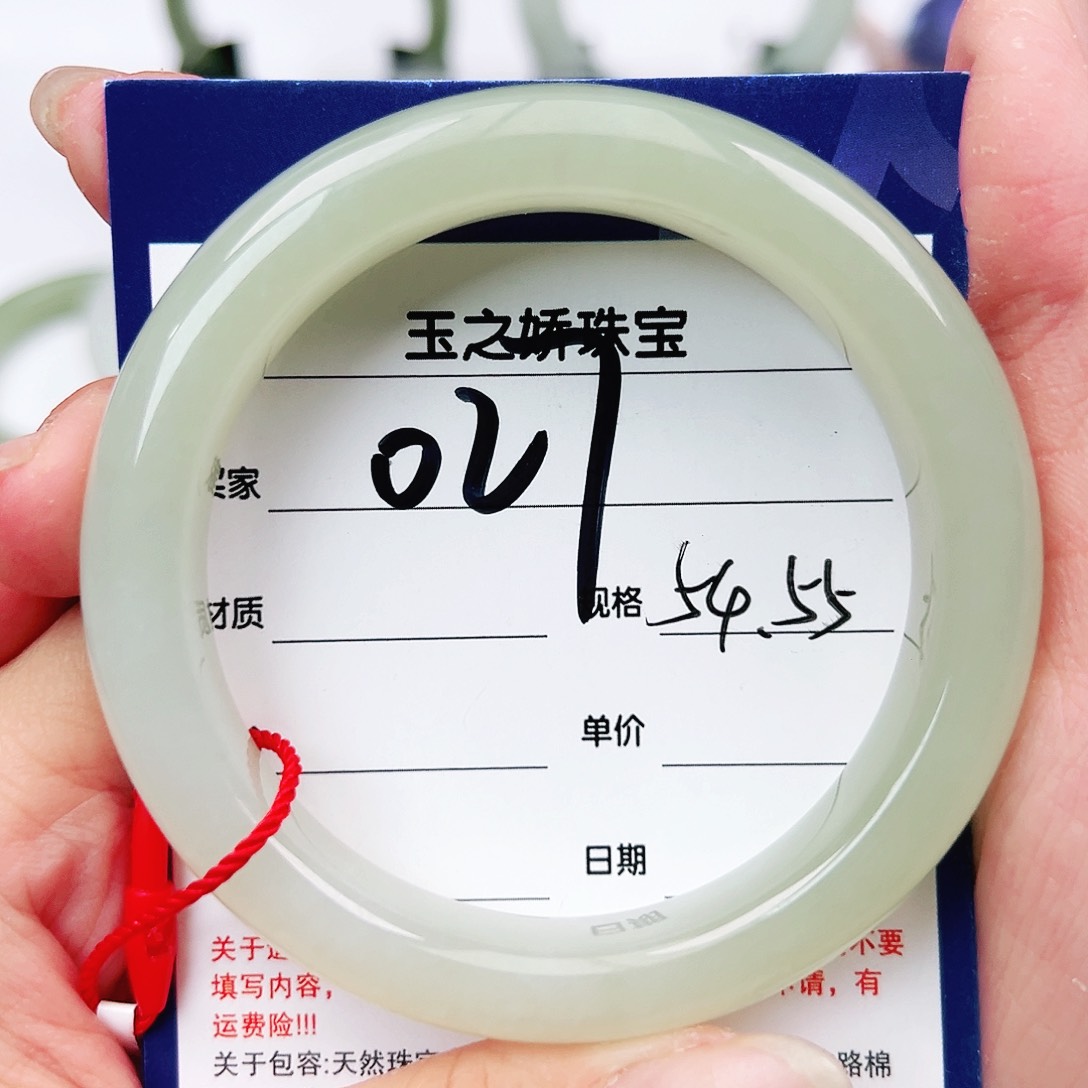 玉之娇珠宝
027
买家
材质
规格 54.55
单价
日期
关于 不要
填写内容， 请，有
运费险!!!
关于包容:天然珠宝 路棉